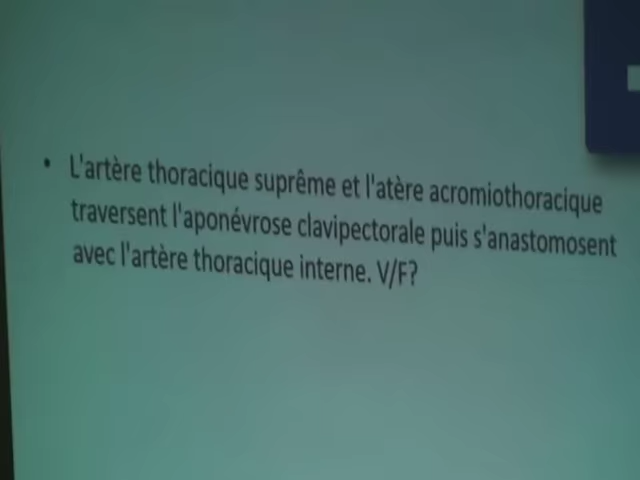 • L'artère thoracique suprême et l'atère acromiothoracique
traversent l'aponévrose clavipectorale puis s'anastomosent
avec l'artère thoracique interne. V/F?